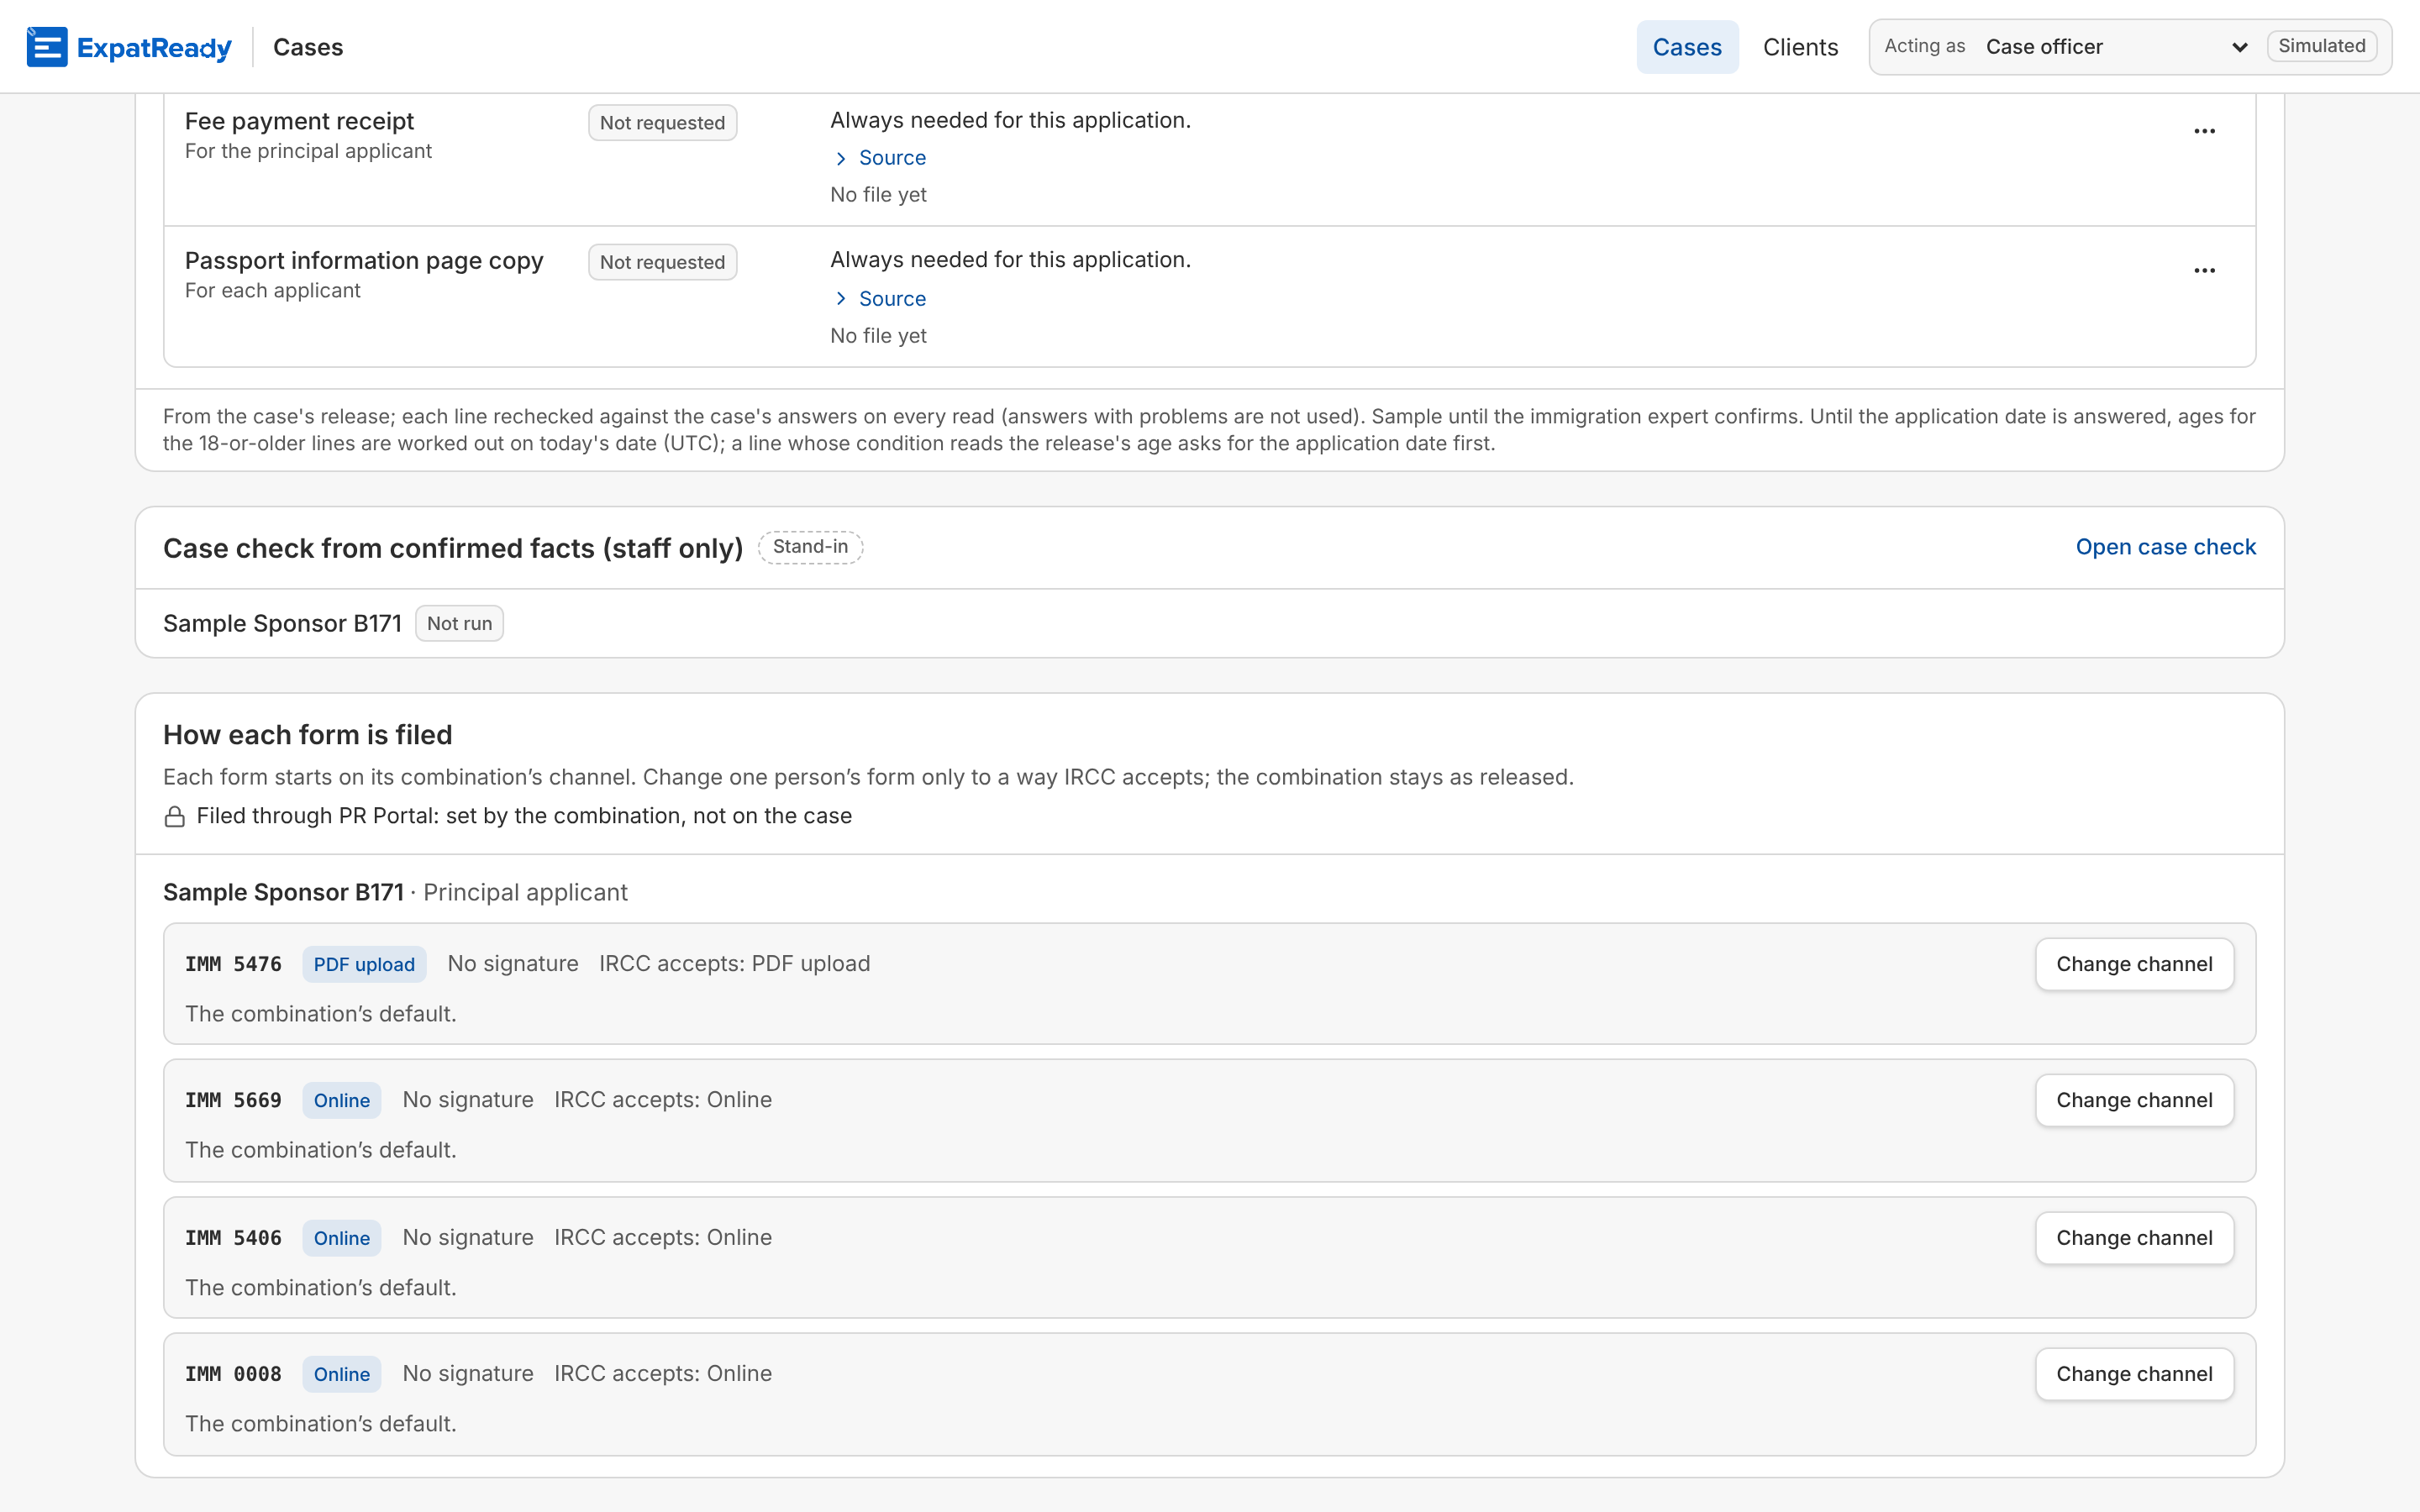 ExpatReady
Cases
Cases
Clients
Acting as
Case officer
Simulated
Fee payment receipt
Not requested
Always needed for this application.
For the principal applicant
Source
No file yet
Passport information page copy
Not requested
Always needed for this application.
For each applicant
Source
No file yet
From the case's release; each line rechecked against the case's answers on every read (answers with problems are not used). Sample until the immigration expert confirms. Until the application date is answered, ages for
the 18-or-older lines are worked out on today's date (UTC); a line whose condition reads the release's age asks for the application date first.
Case check from confirmed facts (staff only)
Stand-in
Open case check
Sample Sponsor B171
Not run
How each form is filed
Each form starts on its combination’s channel. Change one person’s form only to a way IRCC accepts; the combination stays as released.
Filed through PR Portal: set by the combination, not on the case
Sample Sponsor B171 · Principal applicant
IMM 5476 PDF upload No signature IRCC accepts: PDF upload
Change channel
The combination’s default.
IMM 5669 Online No signature IRCC accepts: Online
Change channel
The combination’s default.
IMM 5406 Online No signature IRCC accepts: Online
Change channel
The combination’s default.
IMM 0008 Online No signature IRCC accepts: Online
Change channel
The combination’s default.